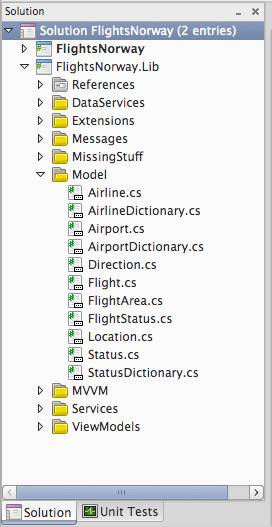 Solution
Solution FlightsNorway (2 entries)
FlightsNorway
FlightsNorway.Lib
References
DataServices
Extensions
Messages
MissingStuff
Model
Airline.cs
AirlineDictionary.cs
Airport.cs
AirportDictionary.cs
Direction.cs
Flight.cs
FlightArea.cs
FlightStatus.cs
Location.cs
Status.cs
StatusDictionary.cs
MVVM
Services
ViewModels
Solution Unit Tests